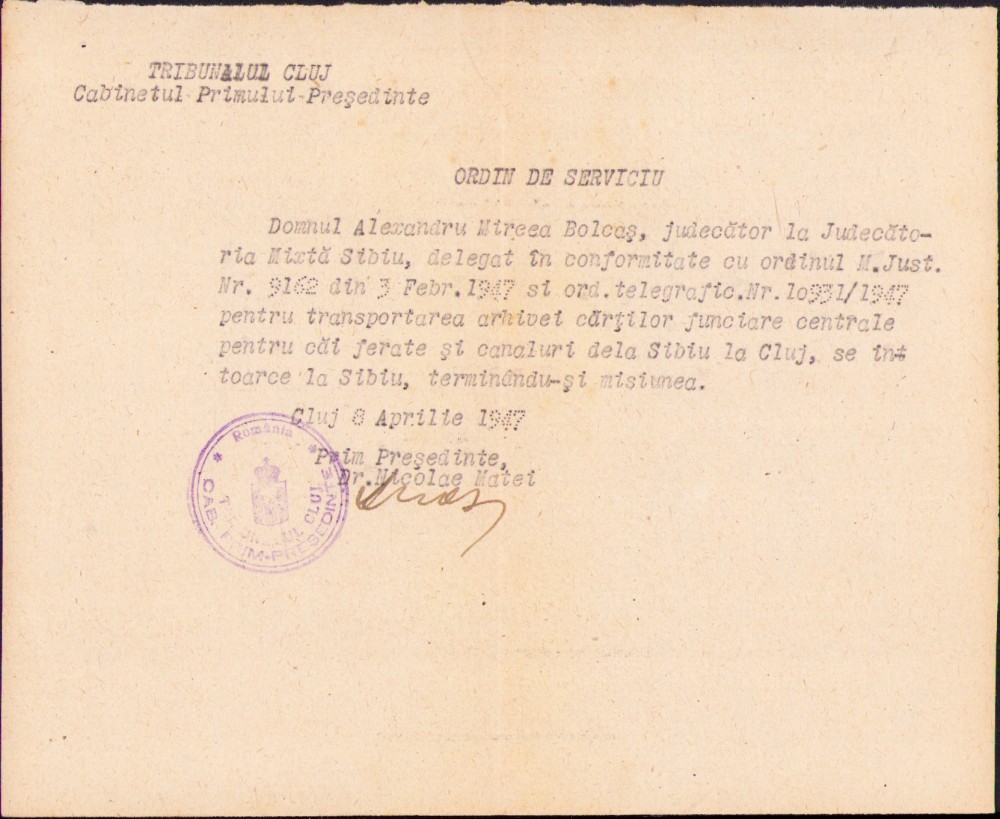 TRIBUNALUL CLUJ
Cabinetul Primului-Preşedinte
ORDIN DE SERVICIU
Domnul Alexandru Mircea Bolcaş, judecător la Judecăto-
ria Mixtă Sibiu, delegat în conformitate cu ordinul M.Just.
Nr. 9162 din 3 Febr.1947 si ord.telegrafic.Nr.lo931/1947
pentru transportarea arhivei cărţilor funciare centrale
pentru căi ferate şi canaluri dela Sibiu la Cluj, se int
toarce la Sibiu, terminându-şi misiunea.
Cluj 8 Aprilie 1947
Prim Preşedinte,
Dr.Nicolae Matei
* România *
TRIBUNALUL CLUJ
CAB. PRIM-PREŞEDINTE